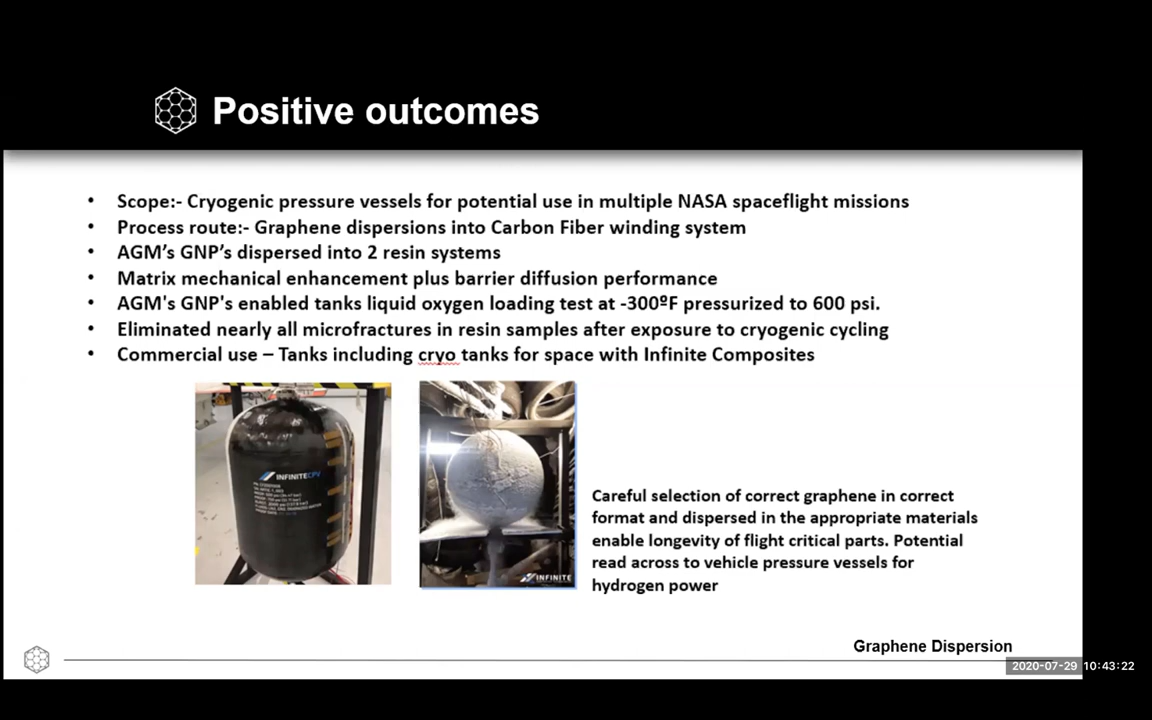 Positive outcomes
• Scope:- Cryogenic pressure vessels for potential use in multiple NASA spaceflight missions
• Process route:- Graphene dispersions into Carbon Fiber winding system
• AGM’s GNP’s dispersed into 2 resin systems
• Matrix mechanical enhancement plus barrier diffusion performance
• AGM's GNP's enabled tanks liquid oxygen loading test at -300ºF pressurized to 600 psi.
• Eliminated nearly all microfractures in resin samples after exposure to cryogenic cycling
• Commercial use – Tanks including cryo tanks for space with Infinite Composites
INFINITECPV
INFINITE
Careful selection of correct graphene in correct
format and dispersed in the appropriate materials
enable longevity of flight critical parts. Potential
read across to vehicle pressure vessels for
hydrogen power
Graphene Dispersion
2020-07-29 10:43:22